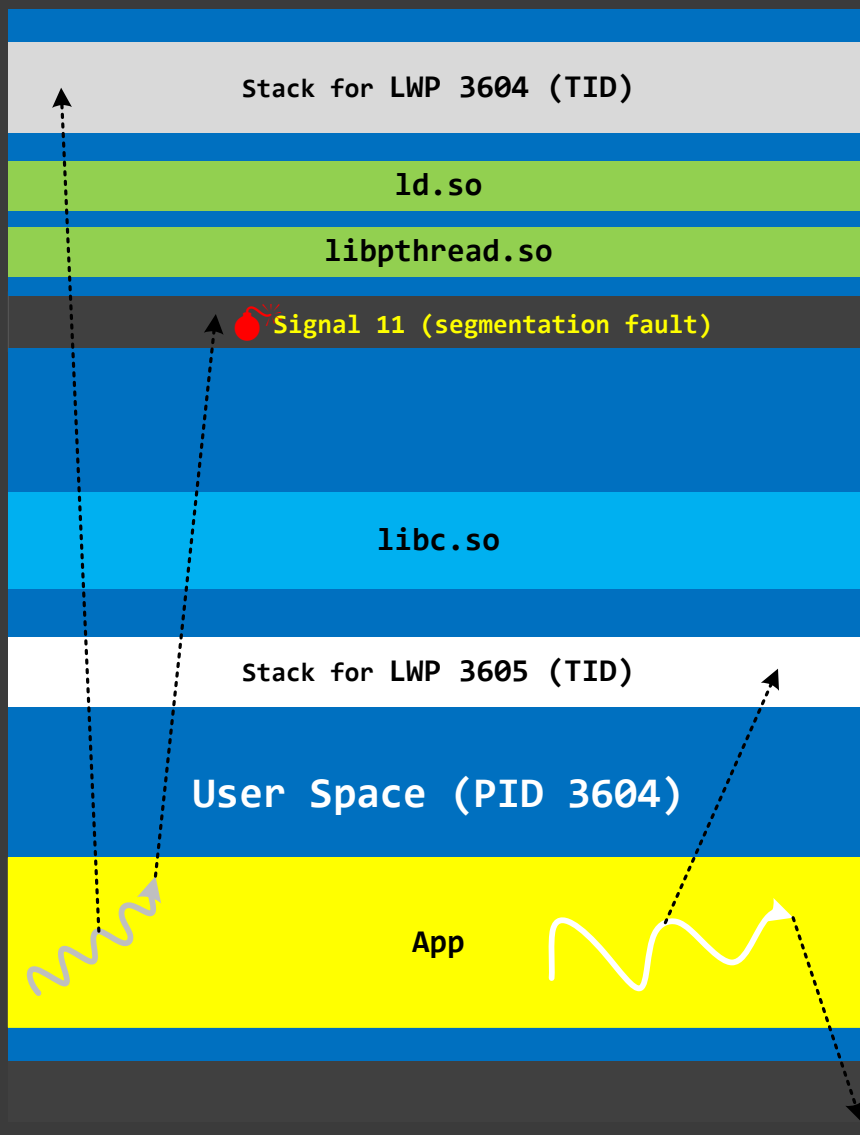 Stack for LWP 3604 (TID)
ld.so
libpthread.so
Signal 11 (segmentation fault)
libc.so
Stack for LWP 3605 (TID)
User Space (PID 3604)
App